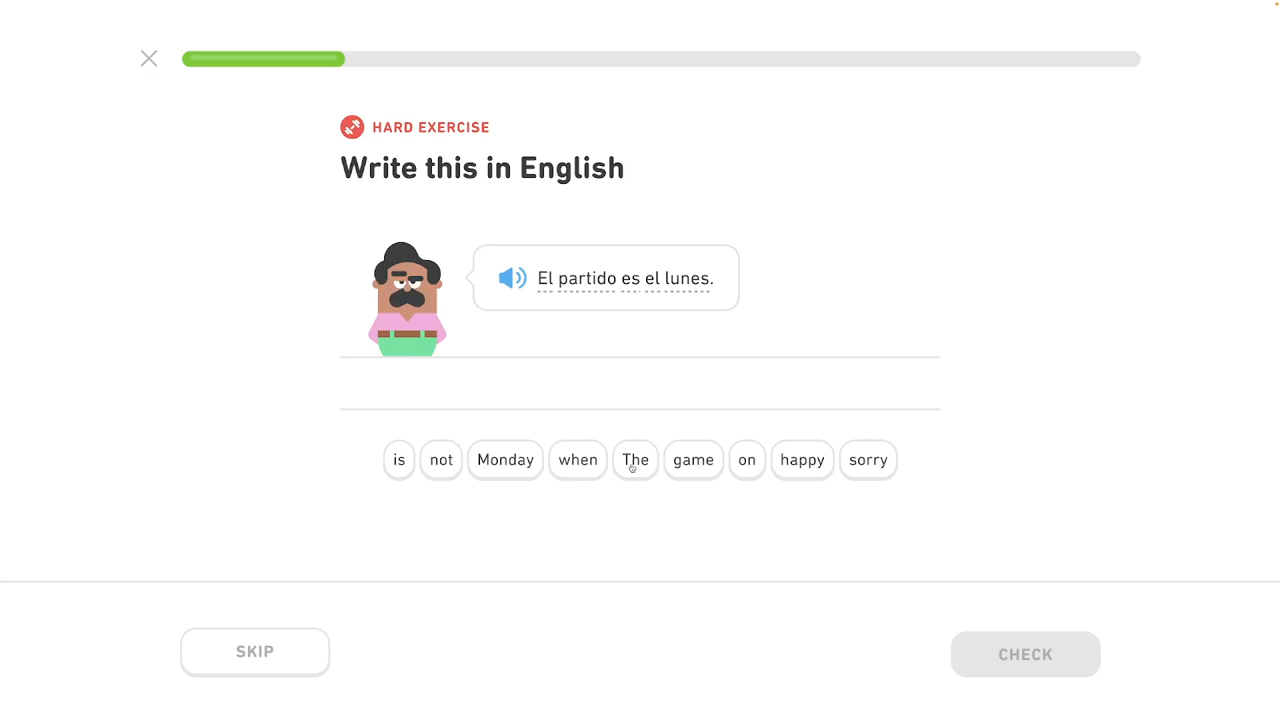 HARD EXERCISE
Write this in English
El partido es el lunes.
is not Monday when The game on happy sorry
SKIP CHECK